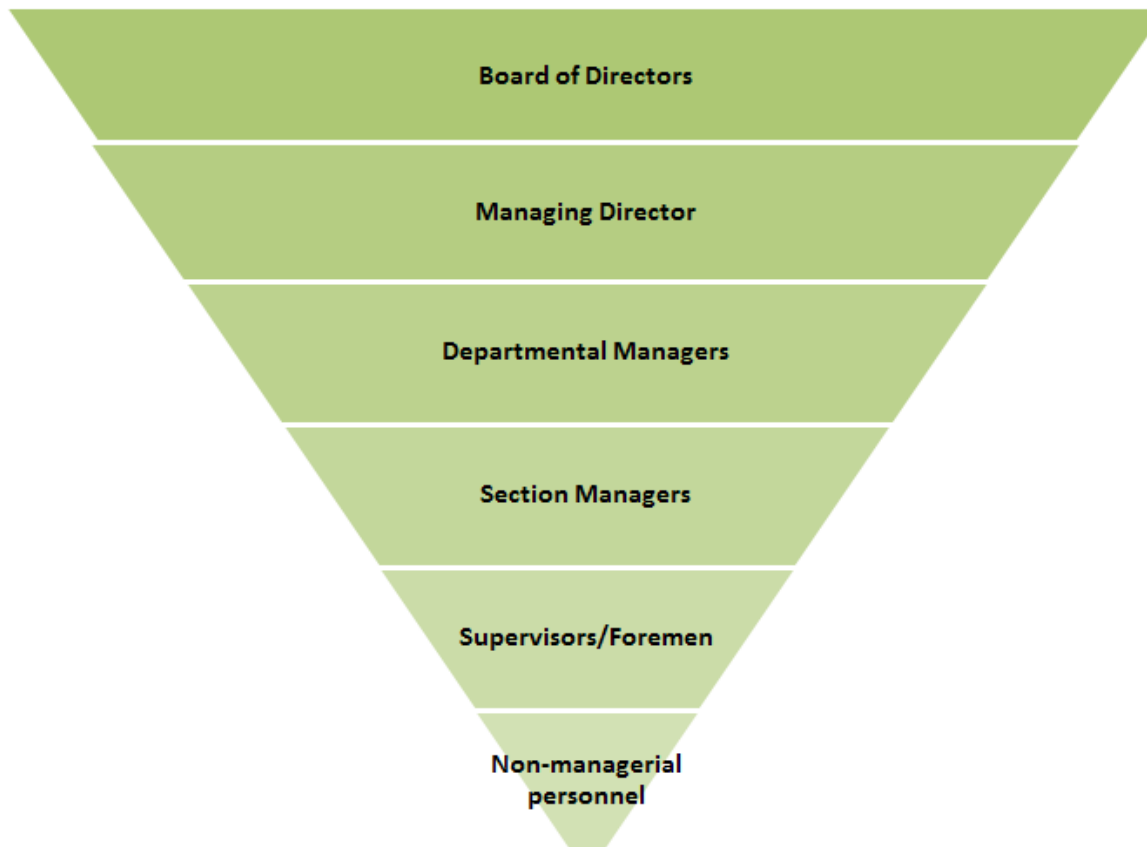 Board of Directors
Managing Director
Departmental Managers
Section Managers
Supervisors/Foremen
Non-managerial
personnel